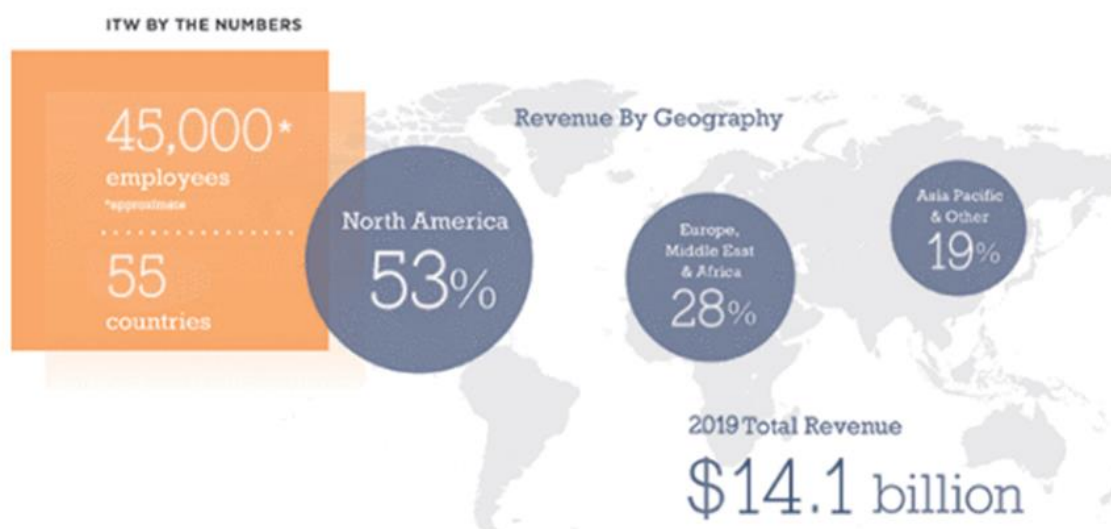 ITW BY THE NUMBERS
45,000*
employees
*approximate
55
countries
Revenue By Geography
North America
53%
Europe,
Middle East
& Africa
28%
Asia Pacific
& Other
19%
2019 Total Revenue
$14.1 billion